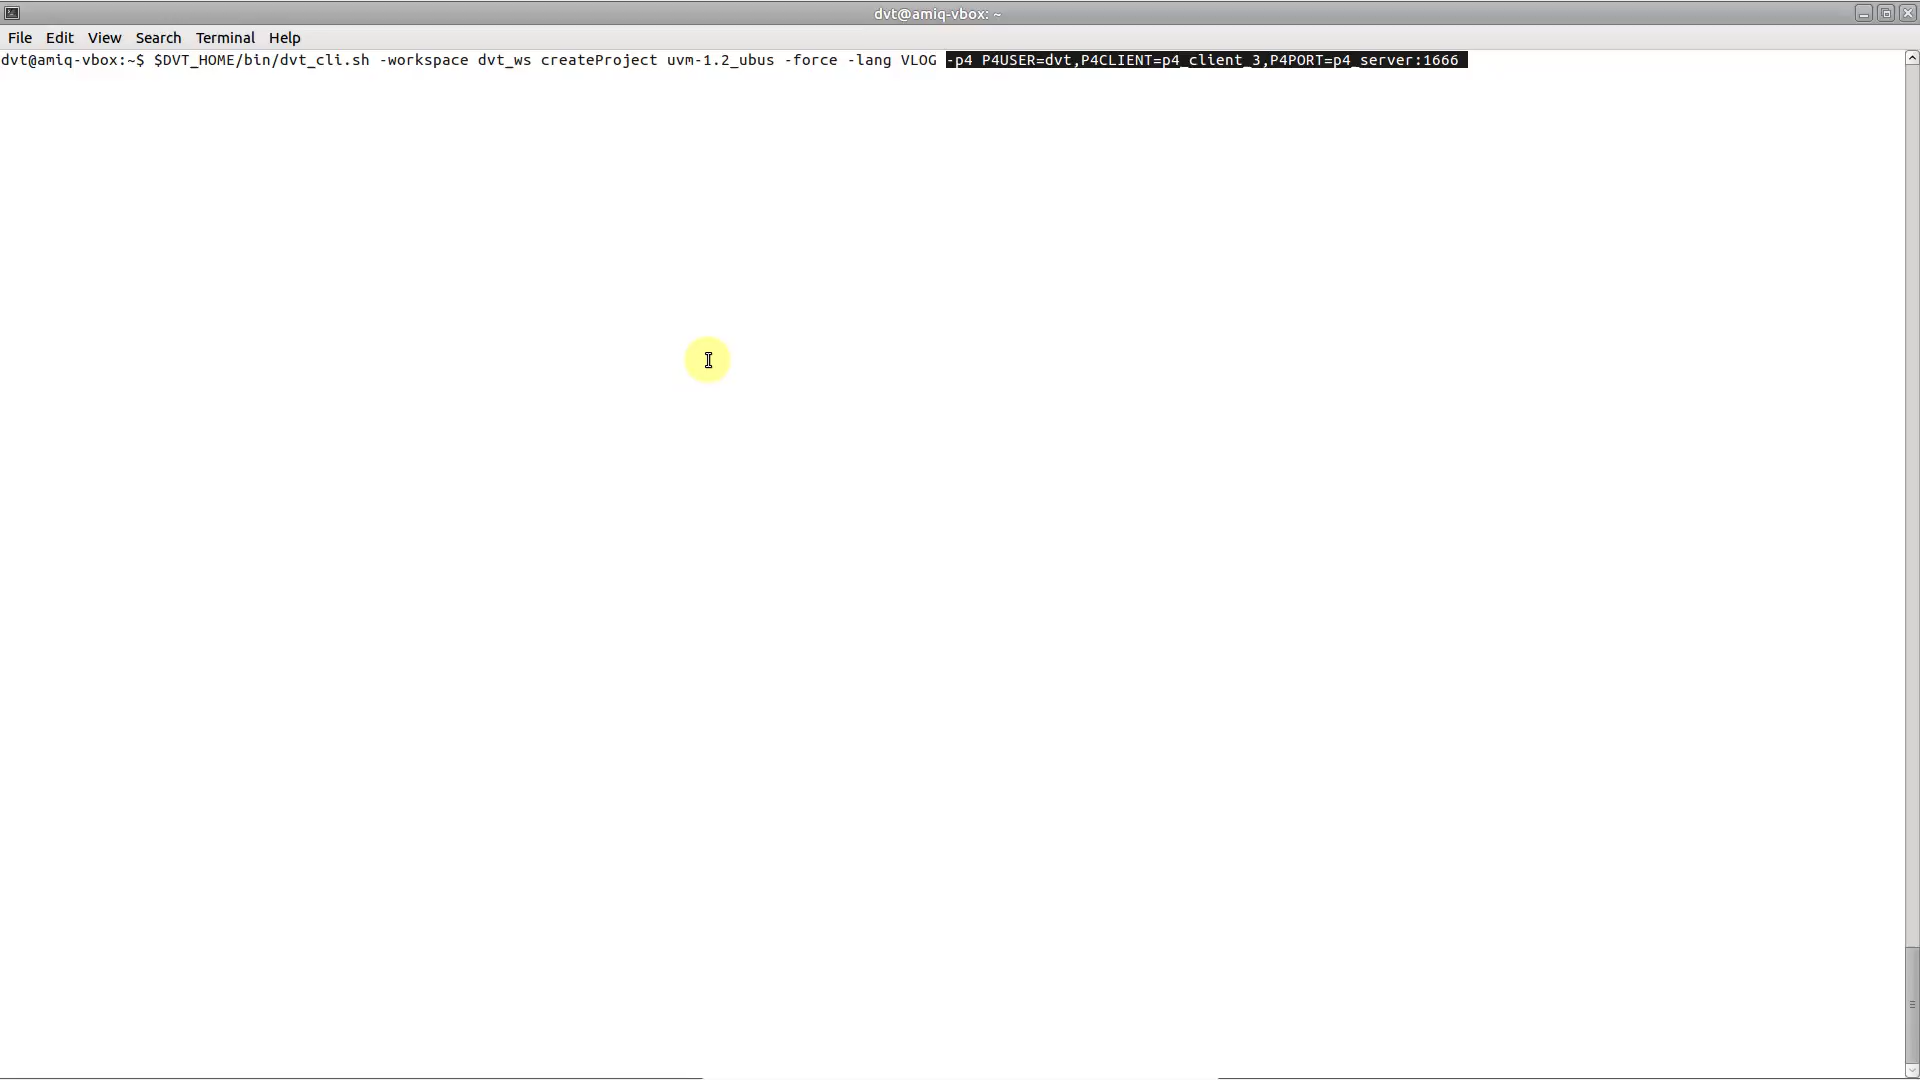 dvt@amiq-vbox: ~
File Edit View Search Terminal Help
dvt@amiq-vbox:~$ $DVT_HOME/bin/dvt_cli.sh -workspace dvt_ws createProject uvm-1.2_ubus -force -lang VLOG -p4 P4USER=dvt,P4CLIENT=p4_client_3,P4PORT=p4_server:1666